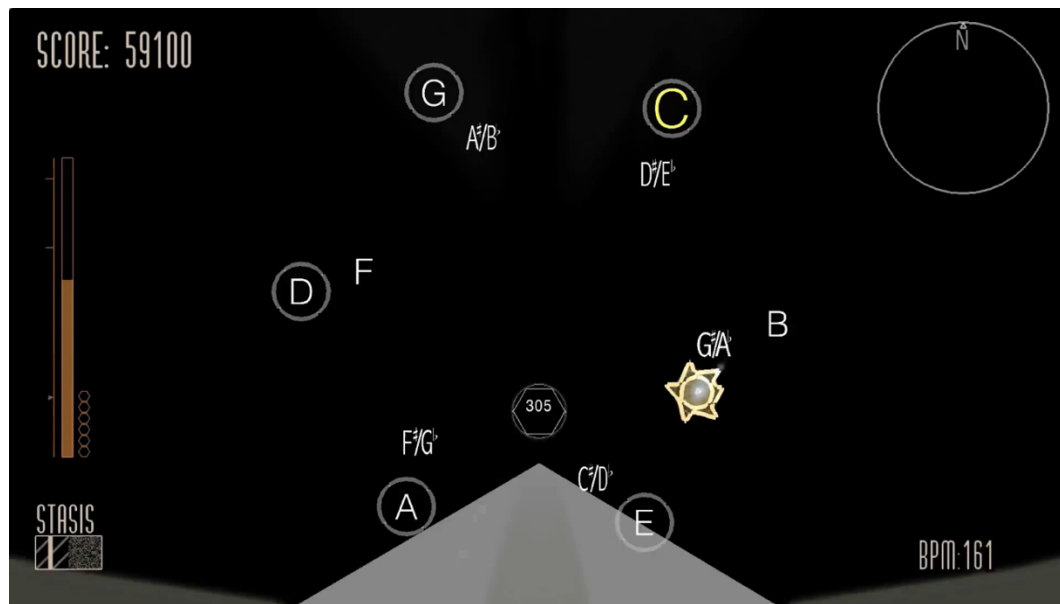 SCORE: 59100
N
G
C
A♯/B♭
D♯/E♭
D
F
B
G♯/A♭
305
F♯/G♭
C♯/D♭
A
E
STASIS
BPM:161